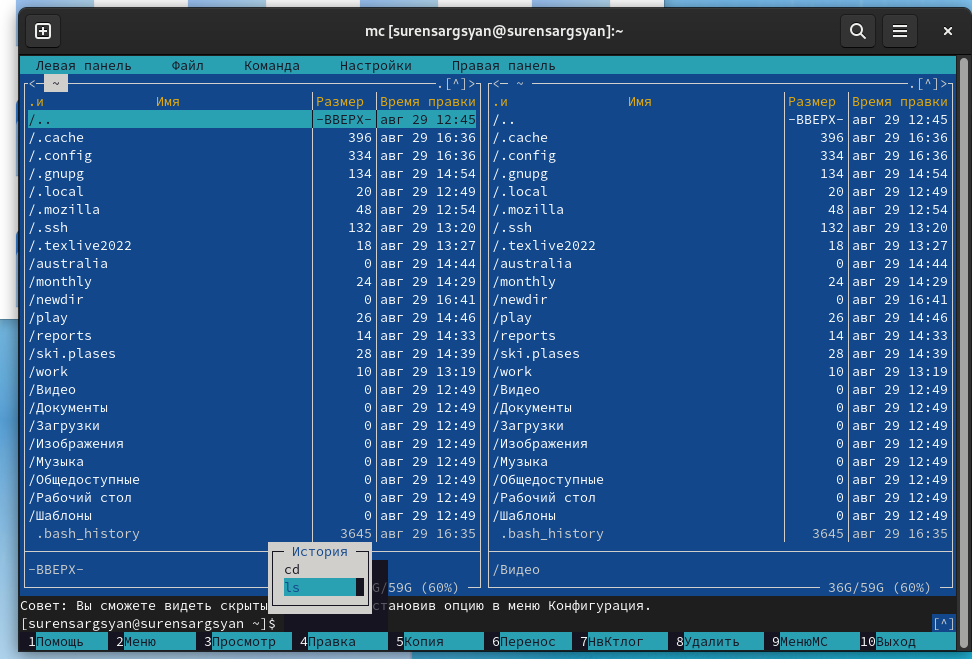 mc [surensargsyan@surensargsyan]:~
Левая панель Файл Команда Настройки Правая панель
<─ ~ .[^]> <─ ~ .[^]>
.и Имя Размер Время правки .и Имя Размер Время правки
/.. -ВВЕРХ- авг 29 12:45 /.. -ВВЕРХ- авг 29 12:45
/.cache 396 авг 29 16:36 /.cache 396 авг 29 16:36
/.config 334 авг 29 16:36 /.config 334 авг 29 16:36
/.gnupg 134 авг 29 14:54 /.gnupg 134 авг 29 14:54
/.local 20 авг 29 12:49 /.local 20 авг 29 12:49
/.mozilla 48 авг 29 12:54 /.mozilla 48 авг 29 12:54
/.ssh 132 авг 29 13:20 /.ssh 132 авг 29 13:20
/.texlive2022 18 авг 29 13:27 /.texlive2022 18 авг 29 13:27
/australia 0 авг 29 14:44 /australia 0 авг 29 14:44
/monthly 24 авг 29 14:29 /monthly 24 авг 29 14:29
/newdir 0 авг 29 16:41 /newdir 0 авг 29 16:41
/play 26 авг 29 14:46 /play 26 авг 29 14:46
/reports 14 авг 29 14:33 /reports 14 авг 29 14:33
/ski.plases 28 авг 29 14:39 /ski.plases 28 авг 29 14:39
/work 10 авг 29 13:19 /work 10 авг 29 13:19
/Видео 0 авг 29 12:49 /Видео 0 авг 29 12:49
/Документы 0 авг 29 12:49 /Документы 0 авг 29 12:49
/Загрузки 0 авг 29 12:49 /Загрузки 0 авг 29 12:49
/Изображения 0 авг 29 12:49 /Изображения 0 авг 29 12:49
/Музыка 0 авг 29 12:49 /Музыка 0 авг 29 12:49
/Общедоступные 0 авг 29 12:49 /Общедоступные 0 авг 29 12:49
/Рабочий стол 0 авг 29 12:49 /Рабочий стол 0 авг 29 12:49
/Шаблоны 0 авг 29 12:49 /Шаблоны 0 авг 29 12:49
.bash_history 3645 авг 29 16:35 .bash_history 3645 авг 29 16:35
История
-ВВЕРХ- cd /Видео
ls G/59G (60%) 36G/59G (60%)
Совет: Вы сможете видеть скрыты становив опцию в меню Конфигурация.
[surensargsyan@surensargsyan ~]$ [^]
1Помощь 2Меню 3Просмотр 4Правка 5Копия 6Перенос 7НвКтлог 8Удалить 9МенюМС 10Выход